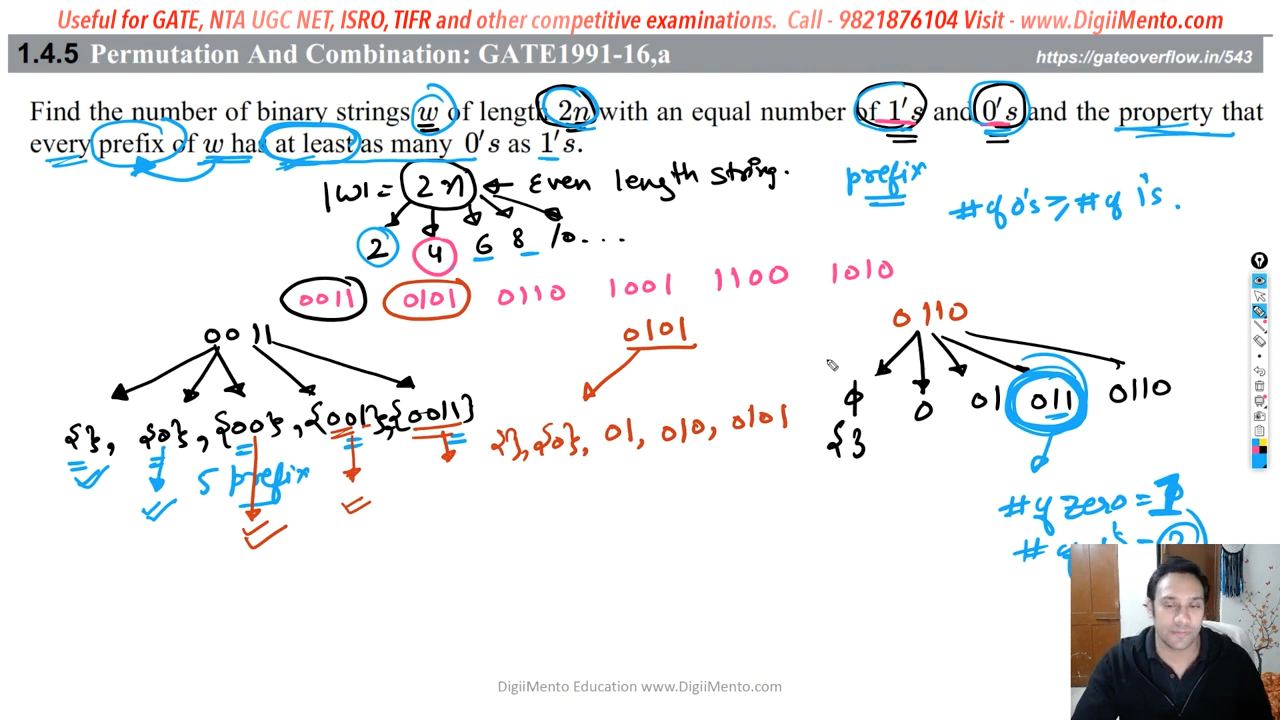 Useful for GATE, NTA UGC NET, ISRO, TIFR and other competitive examinations. Call - 9821876104 Visit - www.DigiiMento.com
1.4.5 Permutation And Combination: GATE1991-16,a https://gateoverflow.in/543
Find the number of binary strings w of length 2n with an equal number of 1's and 0's and the property that
every prefix of w has at least as many 0's as 1's.
|w| = 2n ← Even length string.
prefix
# of 0's ≥ # of 1's.
2 4 6 8 10 ...
0011 0101 0110 1001 1100 1010
0011
0101
0110
{}, {0}, {00}, {001}, {0011}
{}, {0}, 01, 010, 0101
ϕ 0 01 011 0110
{}
5 prefix
# of zero = 1
DigiiMento Education www.DigiiMento.com